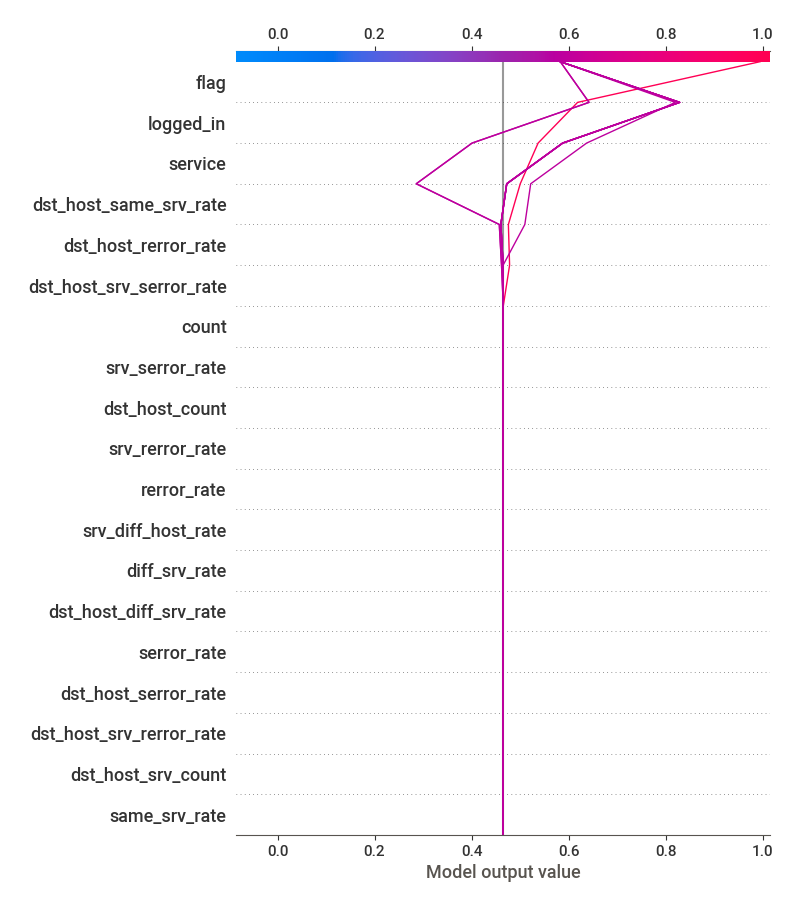 0.0 0.2 0.4 0.6 0.8 1.0
flag
logged_in
service
dst_host_same_srv_rate
dst_host_rerror_rate
dst_host_srv_serror_rate
count
srv_serror_rate
dst_host_count
srv_rerror_rate
rerror_rate
srv_diff_host_rate
diff_srv_rate
dst_host_diff_srv_rate
serror_rate
dst_host_serror_rate
dst_host_srv_rerror_rate
dst_host_srv_count
same_srv_rate
0.0 0.2 0.4 0.6 0.8 1.0
Model output value